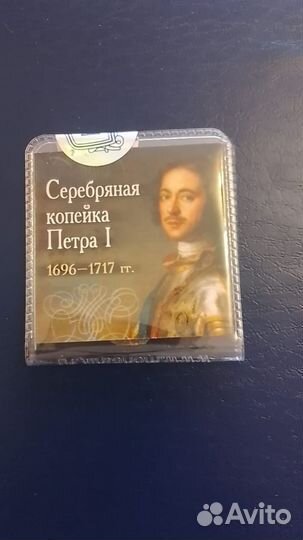 Серебряная
копейка
Петра I
1696–1717 гг.
Avito